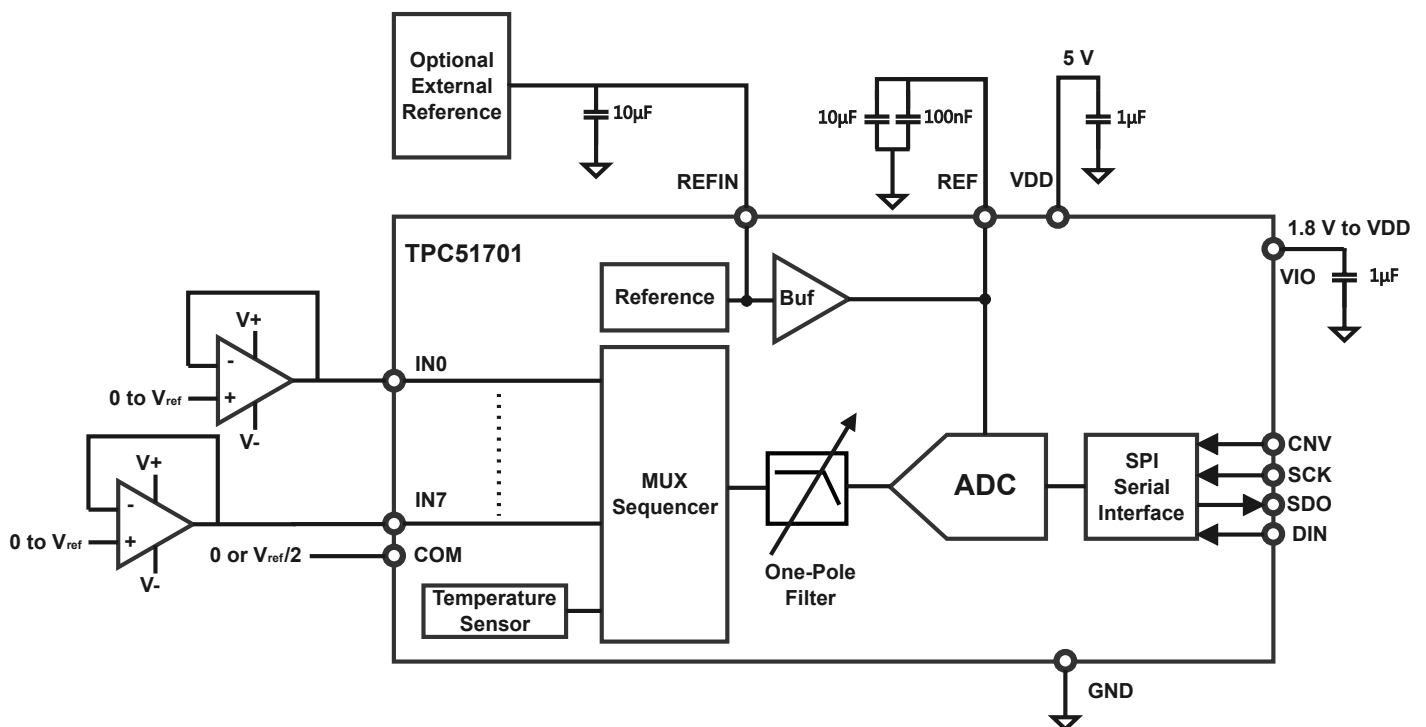 Optional
External
Reference
10µF
REFIN
10µF
100nF
REF
5 V
1µF
VDD
1.8 V to VDD
VIO
1µF
TPC51701
Reference
Buf
V+
-
+
0 to Vref
V-
IN0
V+
-
+
0 to Vref
V-
IN7
0 or Vref/2
COM
MUX
Sequencer
Temperature
Sensor
One-Pole
Filter
ADC
SPI
Serial
Interface
CNV
SCK
SDO
DIN
GND